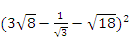 (3√8 − 1/√3 − √18)²